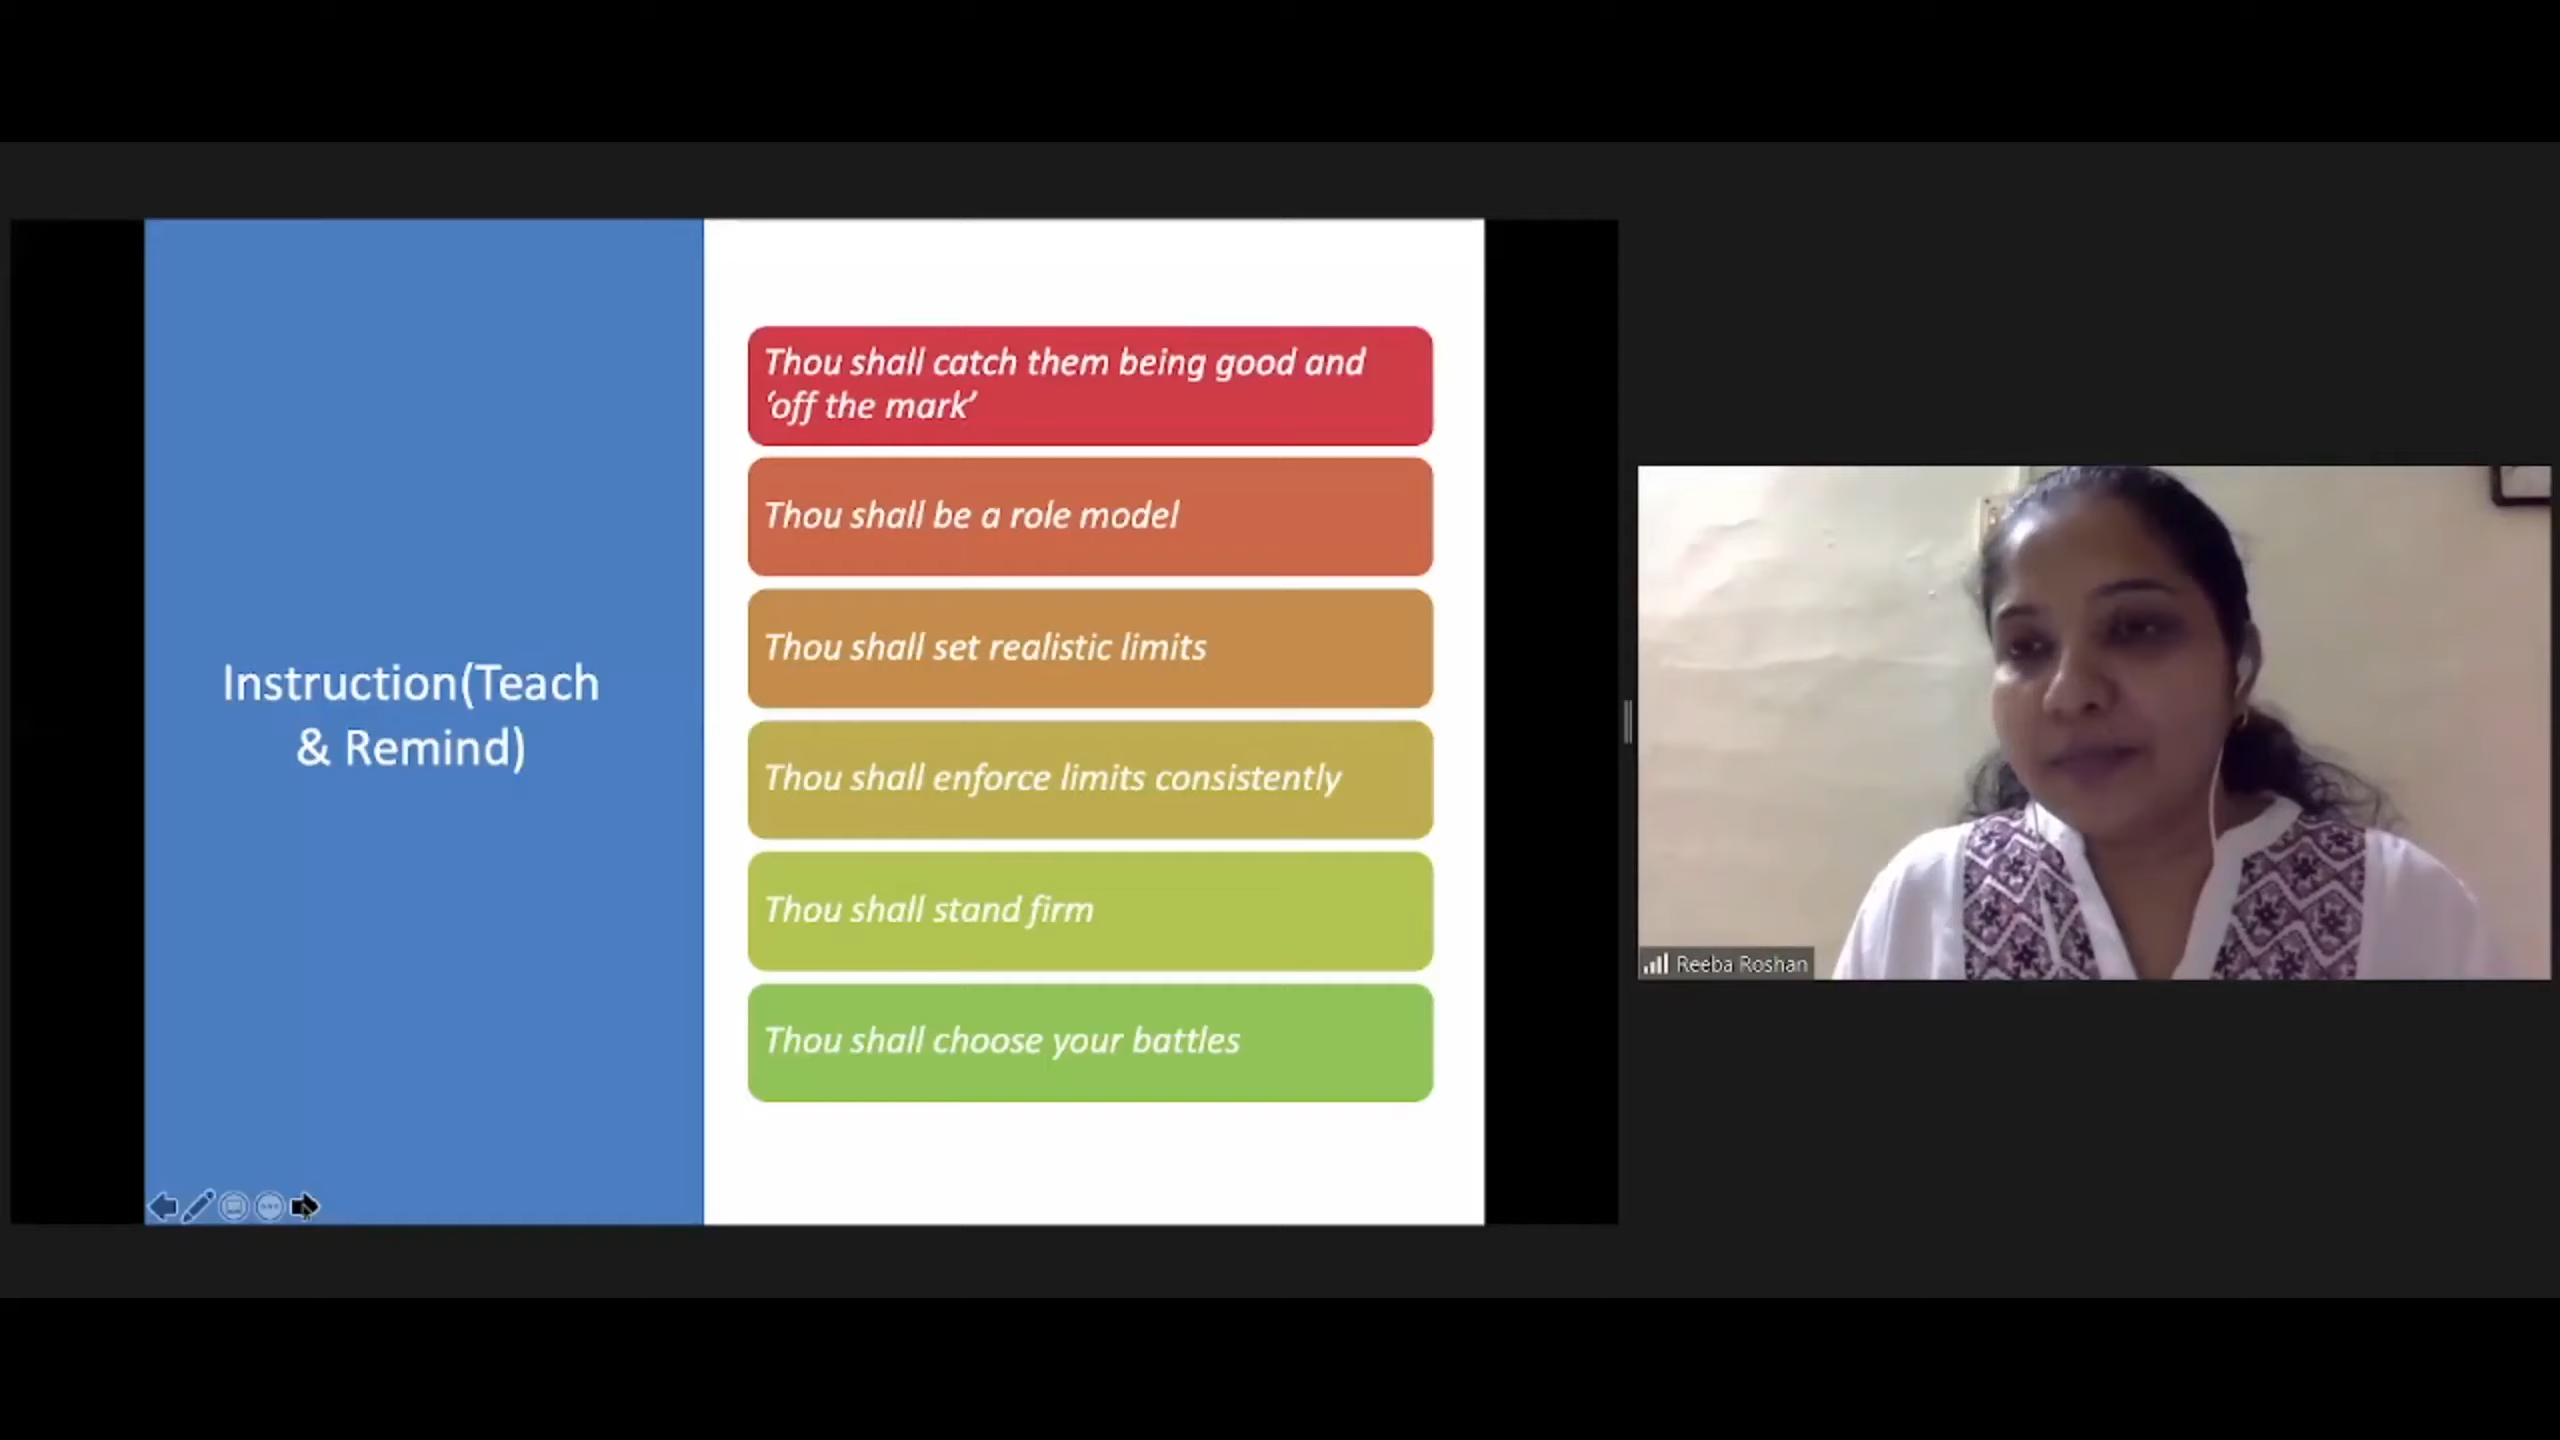 Instruction(Teach
& Remind)
Thou shall catch them being good and
‘off the mark’
Thou shall be a role model
Thou shall set realistic limits
Thou shall enforce limits consistently
Thou shall stand firm
Thou shall choose your battles
Reeba Roshan